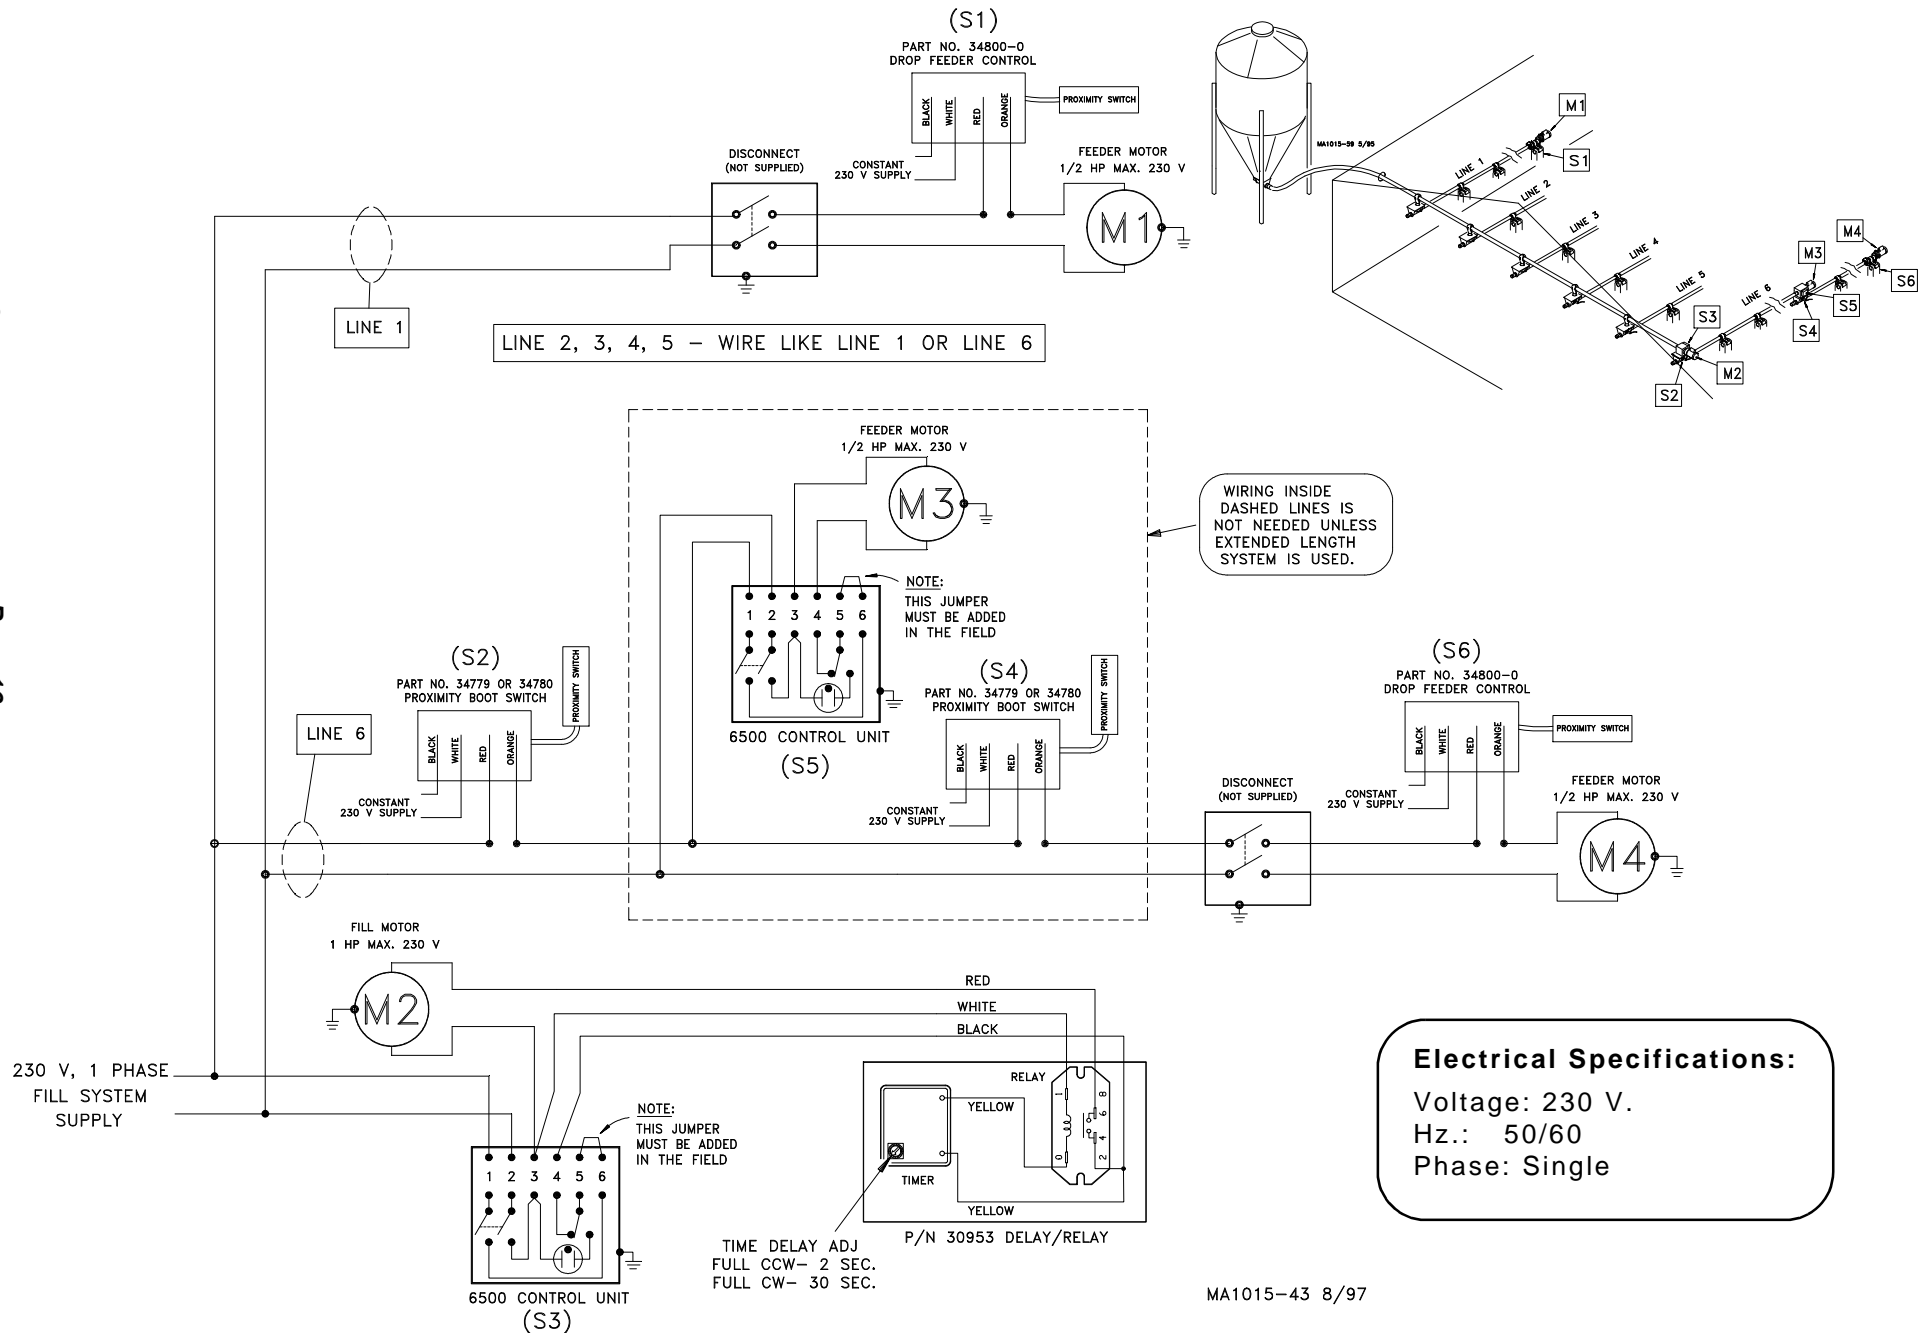 (S1)
PART NO. 34800-0
DROP FEEDER CONTROL
BLACK
WHITE
RED
ORANGE
PROXIMITY SWITCH
CONSTANT
230 V SUPPLY
DISCONNECT
(NOT SUPPLIED)
FEEDER MOTOR
1/2 HP MAX. 230 V
M1
LINE 1
LINE 2, 3, 4, 5 - WIRE LIKE LINE 1 OR LINE 6
MA1015-39 5/95
LINE 1
LINE 2
LINE 3
LINE 4
LINE 5
LINE 6
M1
S1
M4
M3
S6
S5
S4
S3
M2
S2
FEEDER MOTOR
1/2 HP MAX. 230 V
M3
WIRING INSIDE
DASHED LINES IS
NOT NEEDED UNLESS
EXTENDED LENGTH
SYSTEM IS USED.
NOTE:
THIS JUMPER
MUST BE ADDED
IN THE FIELD
1 2 3 4 5 6
6500 CONTROL UNIT
(S5)
(S2)
PART NO. 34779 OR 34780
PROXIMITY BOOT SWITCH
BLACK
WHITE
RED
ORANGE
PROXIMITY SWITCH
CONSTANT
230 V SUPPLY
LINE 6
(S4)
PART NO. 34779 OR 34780
PROXIMITY BOOT SWITCH
BLACK
WHITE
RED
ORANGE
PROXIMITY SWITCH
CONSTANT
230 V SUPPLY
DISCONNECT
(NOT SUPPLIED)
(S6)
PART NO. 34800-0
DROP FEEDER CONTROL
BLACK
WHITE
RED
ORANGE
PROXIMITY SWITCH
CONSTANT
230 V SUPPLY
FEEDER MOTOR
1/2 HP MAX. 230 V
M4
FILL MOTOR
1 HP MAX. 230 V
M2
RED
WHITE
BLACK
230 V, 1 PHASE
FILL SYSTEM
SUPPLY
NOTE:
THIS JUMPER
MUST BE ADDED
IN THE FIELD
1 2 3 4 5 6
6500 CONTROL UNIT
(S3)
RELAY
1
8
6
4
2
0
YELLOW
TIMER
YELLOW
P/N 30953 DELAY/RELAY
TIME DELAY ADJ
FULL CCW- 2 SEC.
FULL CW- 30 SEC.
Electrical Specifications:
Voltage: 230 V.
Hz.: 50/60
Phase: Single
MA1015-43 8/97